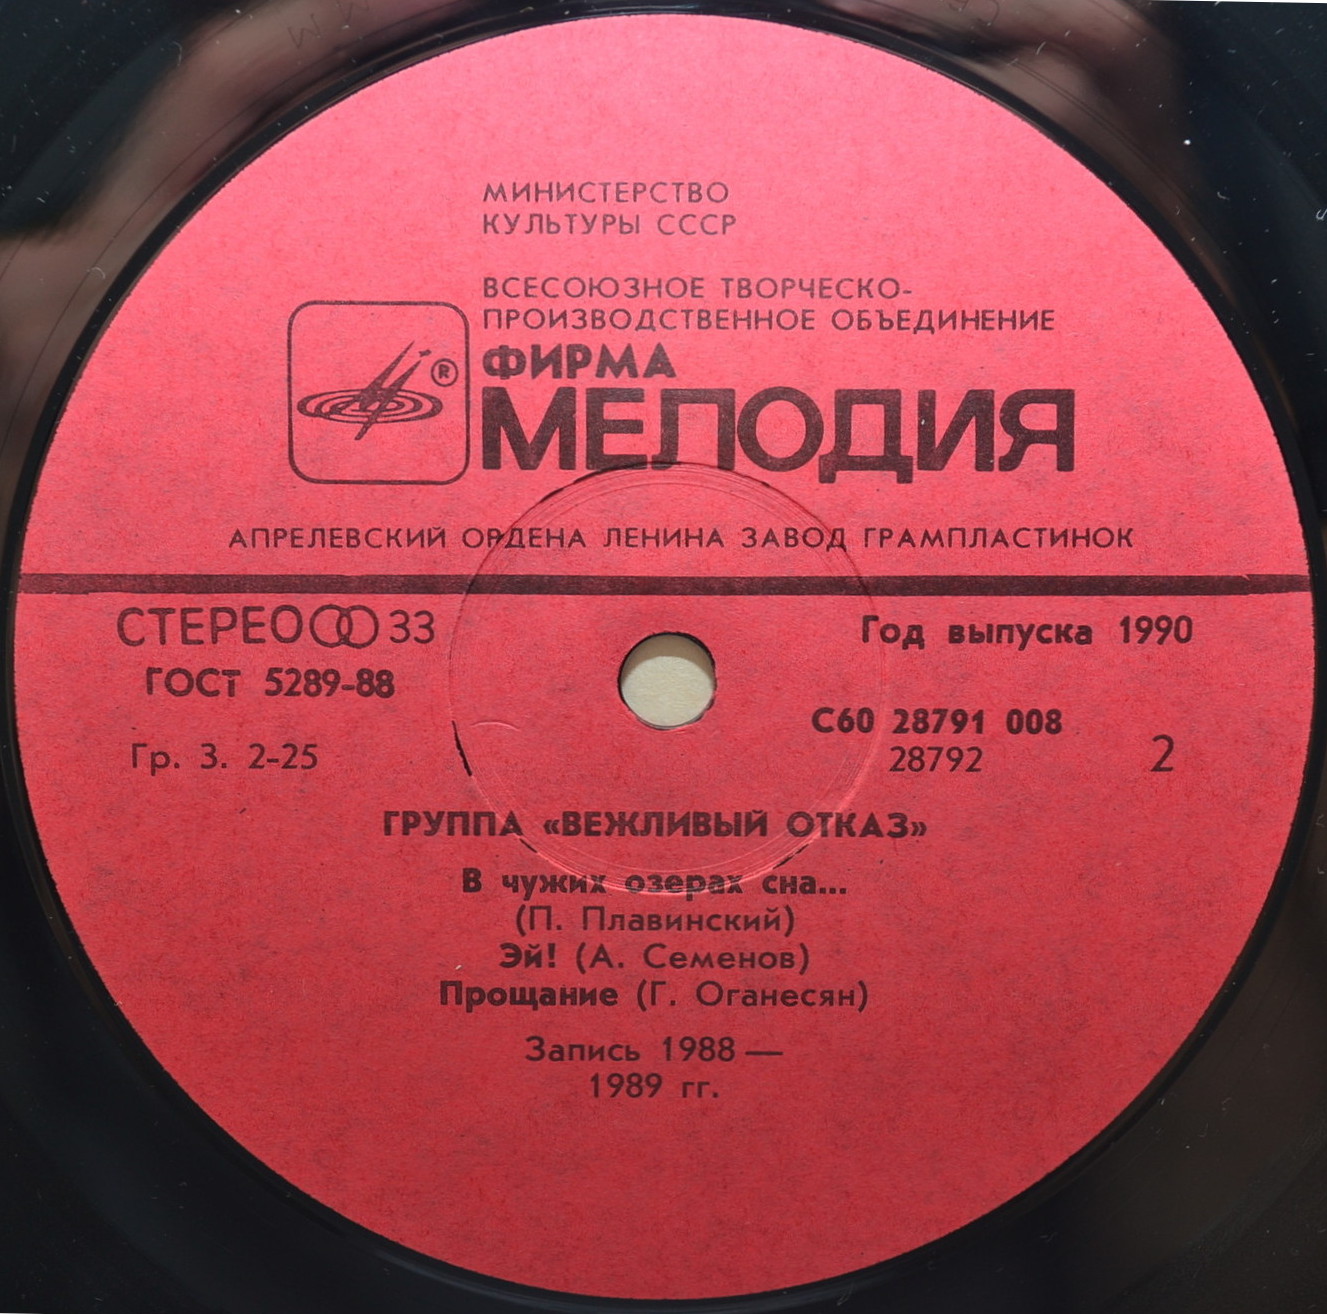 МИНИСТЕРСТВО
КУЛЬТУРЫ СССР
ВСЕСОЮЗНОЕ ТВОРЧЕСКО-
ПРОИЗВОДСТВЕННОЕ ОБЪЕДИНЕНИЕ
ФИРМА
®
МЕЛОДИЯ
АПРЕЛЕВСКИЙ ОРДЕНА ЛЕНИНА ЗАВОД ГРАМПЛАСТИНОК
СТЕРЕО 33
Год выпуска 1990
ГОСТ 5289-88
С60 28791 008
Гр. 3. 2-25
28792
2
ГРУППА «ВЕЖЛИВЫЙ ОТКАЗ»
В чужих озерах сна...
(П. Плавинский)
Эй! (А. Семенов)
Прощание (Г. Оганесян)
Запись 1988 —
1989 гг.